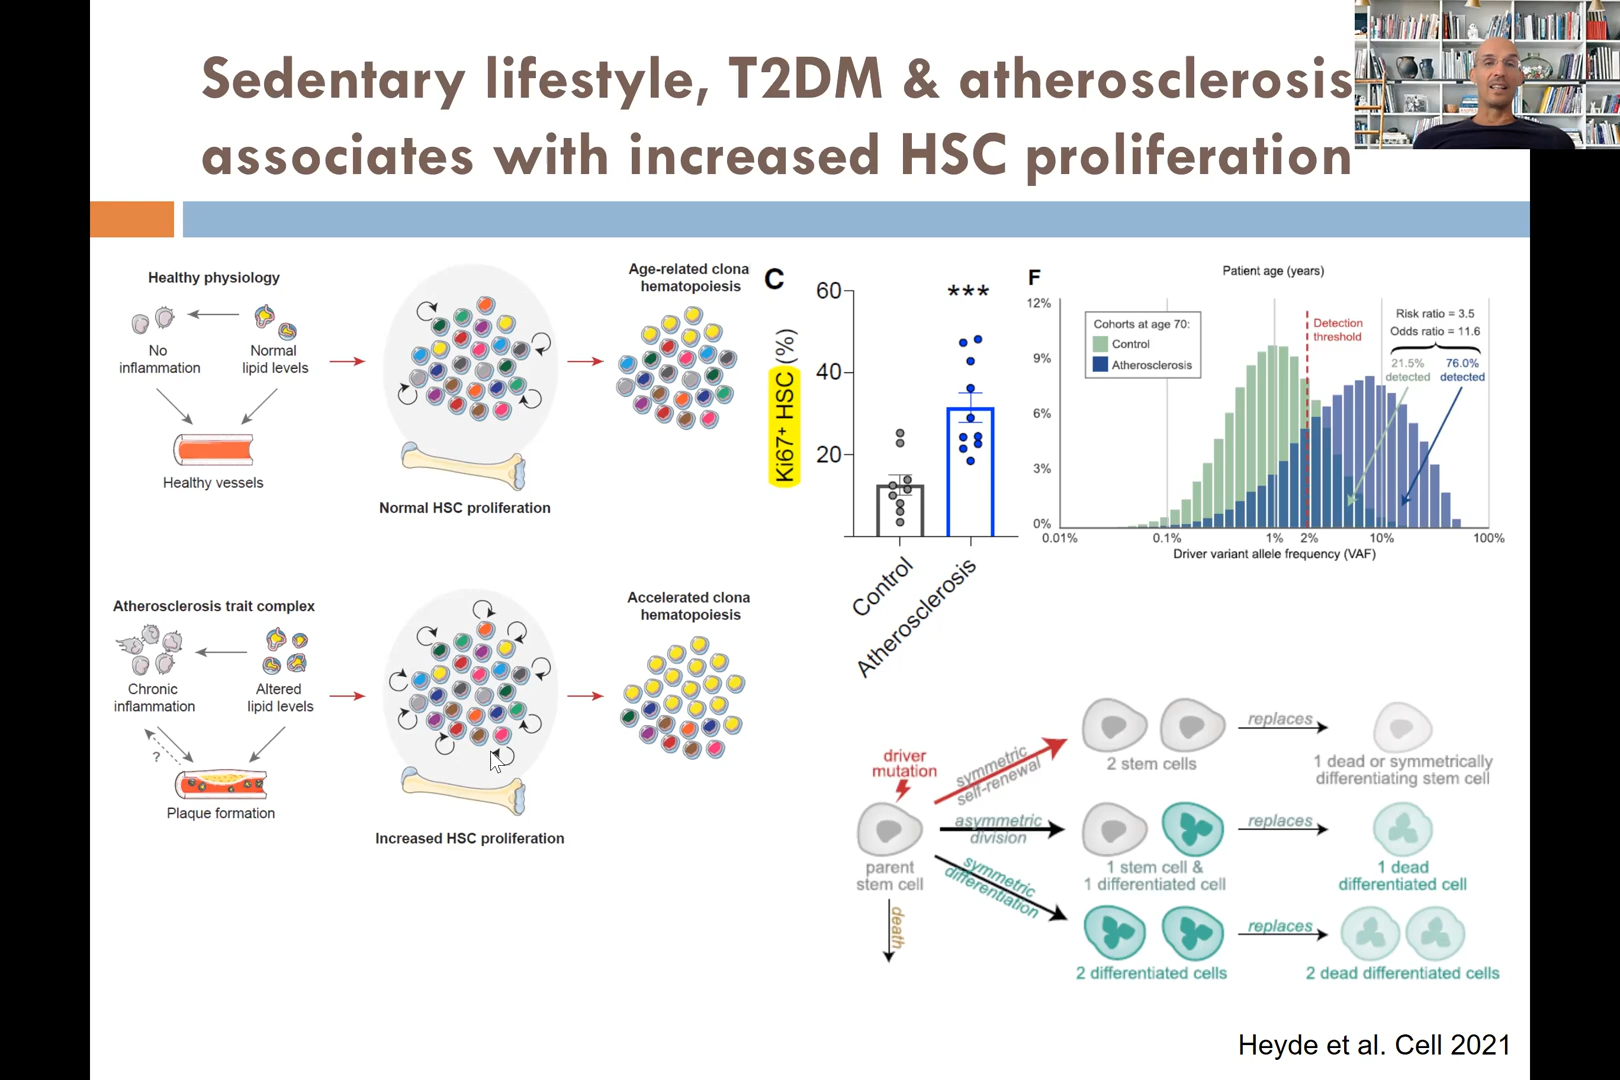 Sedentary lifestyle, T2DM & atherosclerosis
associates with increased HSC proliferation
Healthy physiology
No
inflammation
Normal
lipid levels
Healthy vessels
Normal HSC proliferation
Age-related clona
hematopoiesis
Atherosclerosis trait complex
Chronic
inflammation
Altered
lipid levels
?
Plaque formation
Increased HSC proliferation
Accelerated clona
hematopoiesis
C
60
40
20
Ki67+ HSC (%)
***
Control
Atherosclerosis
F
Patient age (years)
12%
9%
6%
3%
0%
Cohorts at age 70:
Control
Atherosclerosis
Detection
threshold
Risk ratio = 3.5
Odds ratio = 11.6
21.5%
detected
76.0%
detected
0.01%
0.1%
1%
2%
10%
100%
Driver variant allele frequency (VAF)
driver
mutation
parent
stem cell
death
symmetric
self-renewal
2 stem cells
replaces
1 dead or symmetrically
differentiating stem cell
asymmetric
division
1 stem cell &
1 differentiated cell
replaces
1 dead
differentiated cell
symmetric
differentiation
2 differentiated cells
replaces
2 dead differentiated cells
Heyde et al. Cell 2021